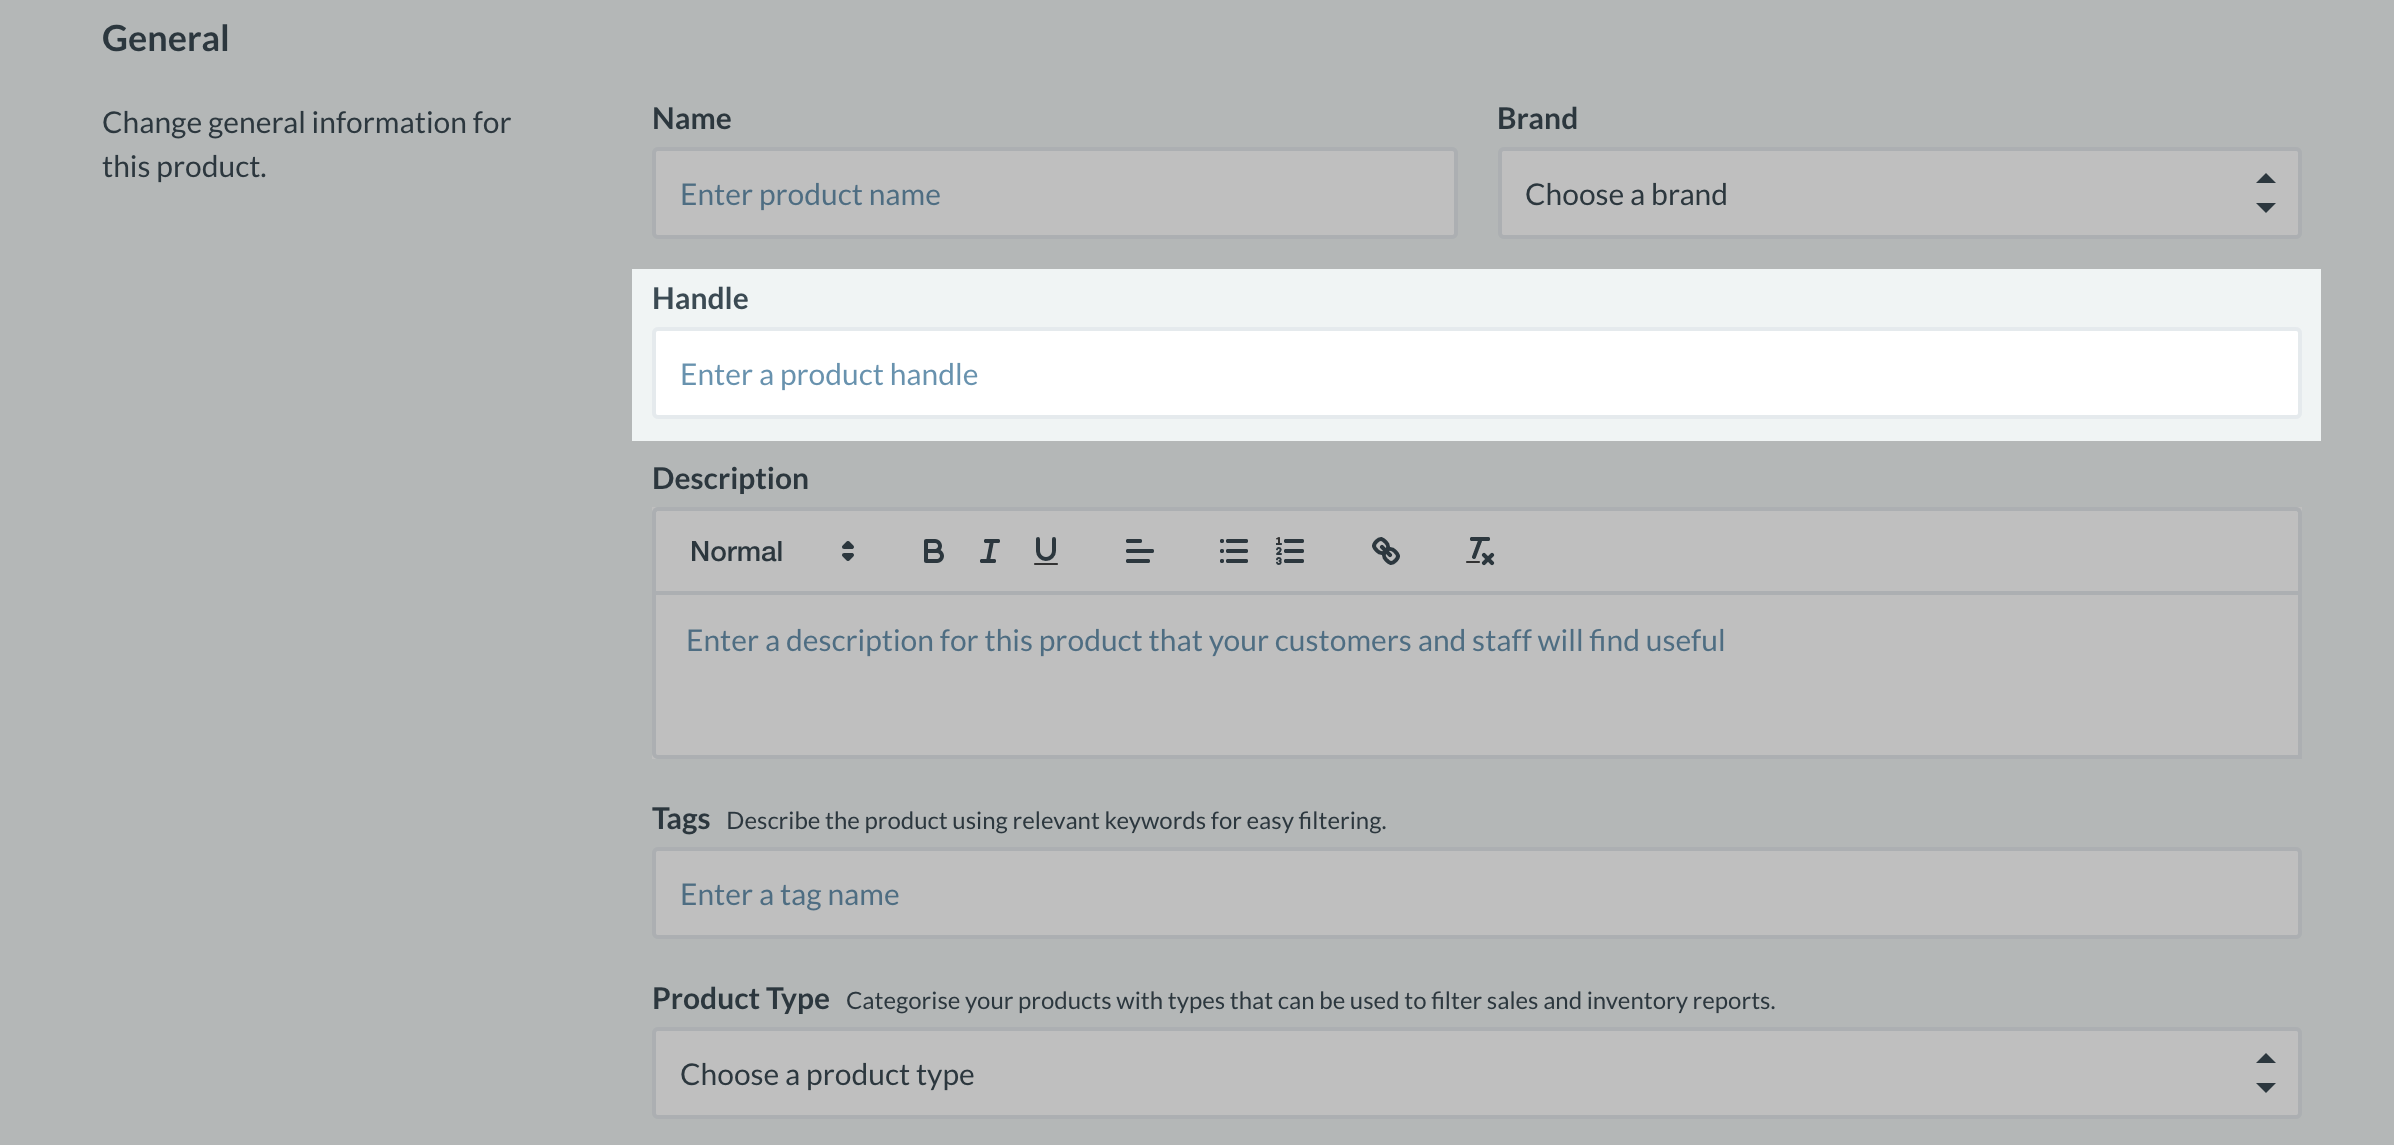 General
Change general information for
this product.
Name
Brand
Enter product name
Choose a brand
Handle
Enter a product handle
Description
Normal B I U
Enter a description for this product that your customers and staff will find useful
Tags Describe the product using relevant keywords for easy filtering.
Enter a tag name
Product Type Categorise your products with types that can be used to filter sales and inventory reports.
Choose a product type